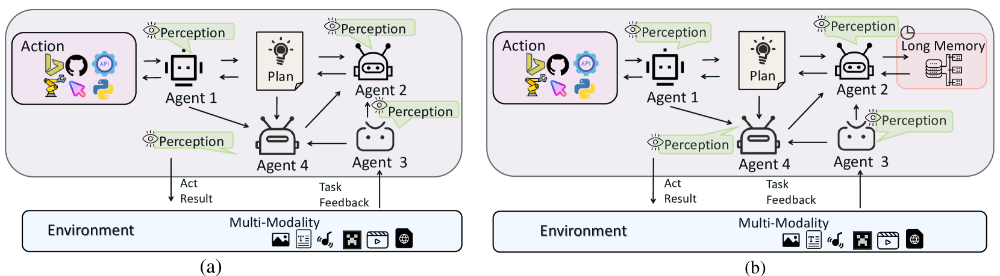 Action
Perception
Perception
API
Plan
Agent 1
Agent 2
Perception
Perception
Agent 4
Agent 3
Act
Result
Task
Feedback
Environment
Multi-Modality
T
(a)
Action
Perception
Perception
Long Memory
API
Plan
Agent 1
Agent 2
Perception
Perception
Agent 4
Agent 3
Act
Result
Task
Feedback
Environment
Multi-Modality
T
(b)